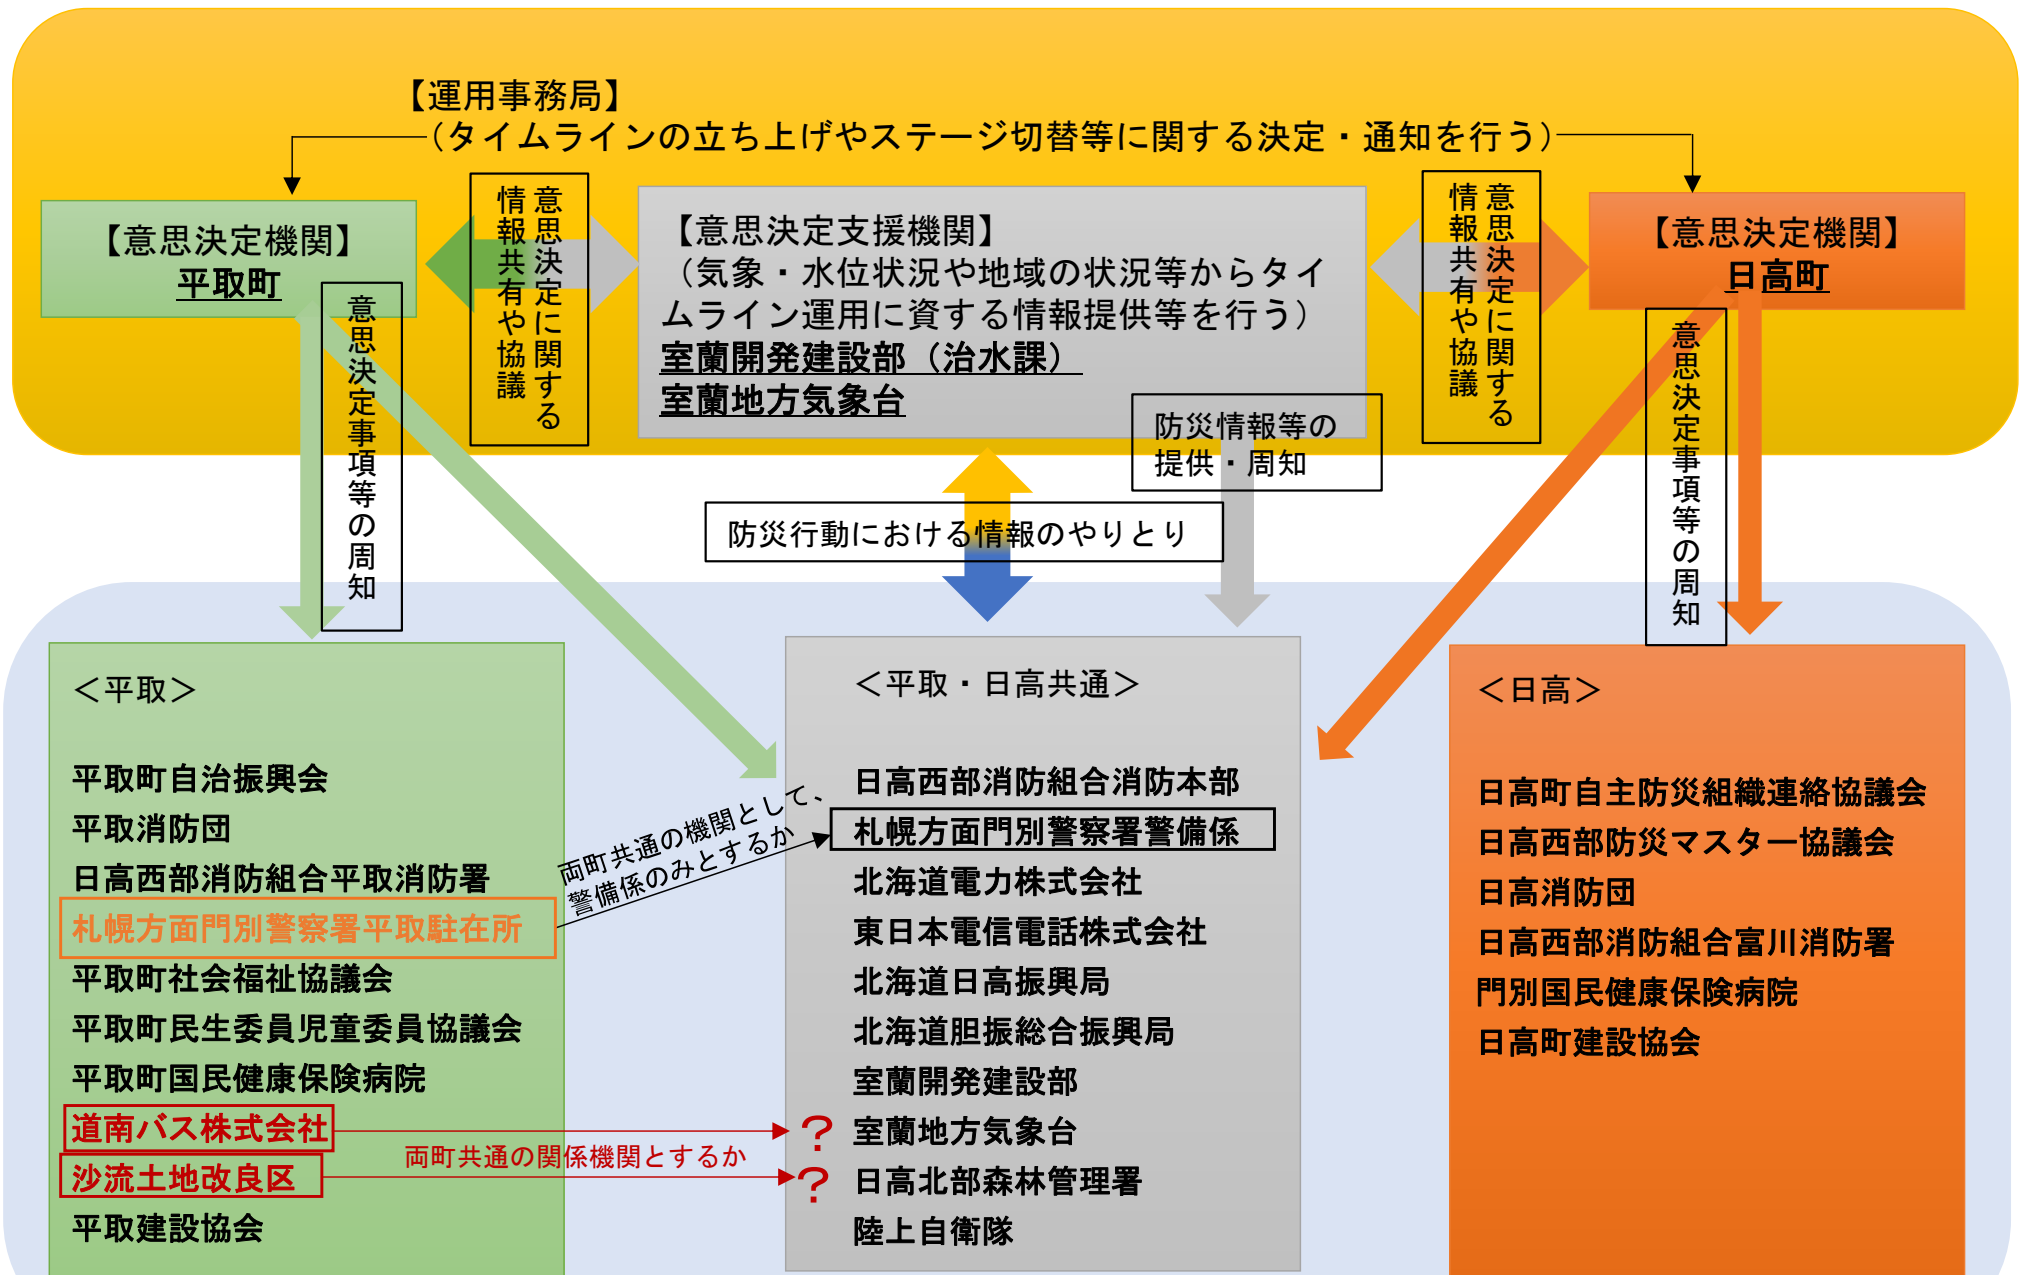 【運用事務局】
（タイムラインの立ち上げやステージ切替等に関する決定・通知を行う）
【意思決定機関】
平取町
意思決定に関する
情報共有や協議
【意思決定支援機関】
（気象・水位状況や地域の状況等からタイ
ムライン運用に資する情報提供等を行う）
室蘭開発建設部（治水課）
室蘭地方気象台
意思決定に関する
情報共有や協議
【意思決定機関】
日高町
意思決定事項等の周知
防災情報等の
提供・周知
防災行動における情報のやりとり
意思決定事項等の周知
＜平取＞
平取町自治振興会
平取消防団
日高西部消防組合平取消防署
札幌方面門別警察署平取駐在所
平取町社会福祉協議会
平取町民生委員児童委員協議会
平取町国民健康保険病院
道南バス株式会社
沙流土地改良区
平取建設協会
両町共通の機関として、
警備係のみとするか
両町共通の関係機関とするか
？
？
＜平取・日高共通＞
日高西部消防組合消防本部
札幌方面門別警察署警備係
北海道電力株式会社
東日本電信電話株式会社
北海道日高振興局
北海道胆振総合振興局
室蘭開発建設部
室蘭地方気象台
日高北部森林管理署
陸上自衛隊
＜日高＞
日高町自主防災組織連絡協議会
日高西部防災マスター協議会
日高消防団
日高西部消防組合富川消防署
門別国民健康保険病院
日高町建設協会